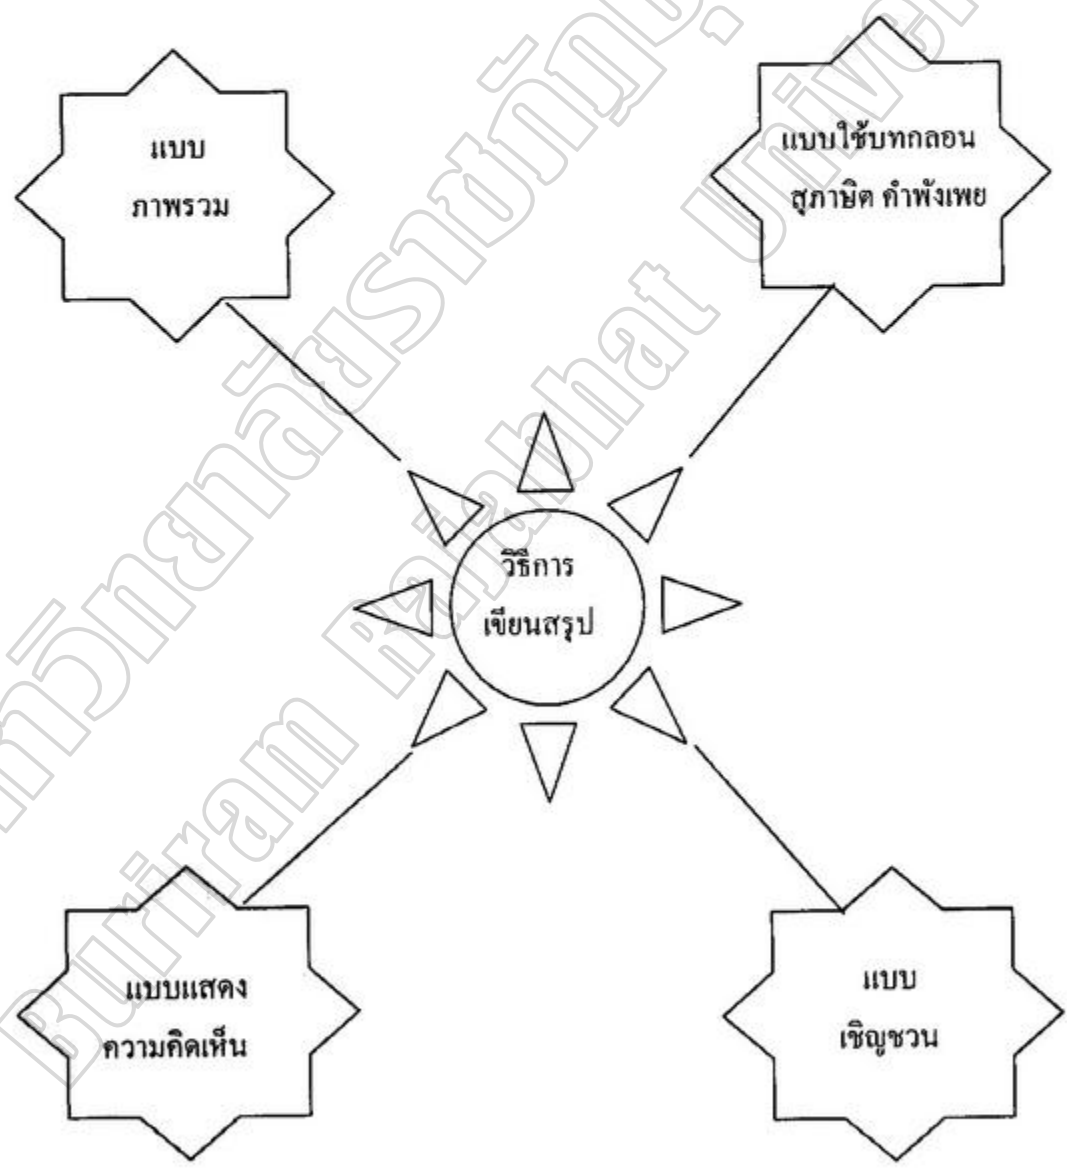 แบบ
ภาพรวม
แบบใช้บทกลอน
สุภาษิต คำพังเพย
วิธีการ
เขียนสรุป
แบบแสดง
ความคิดเห็น
แบบ
เชิญชวน
Buriram Rajabhat